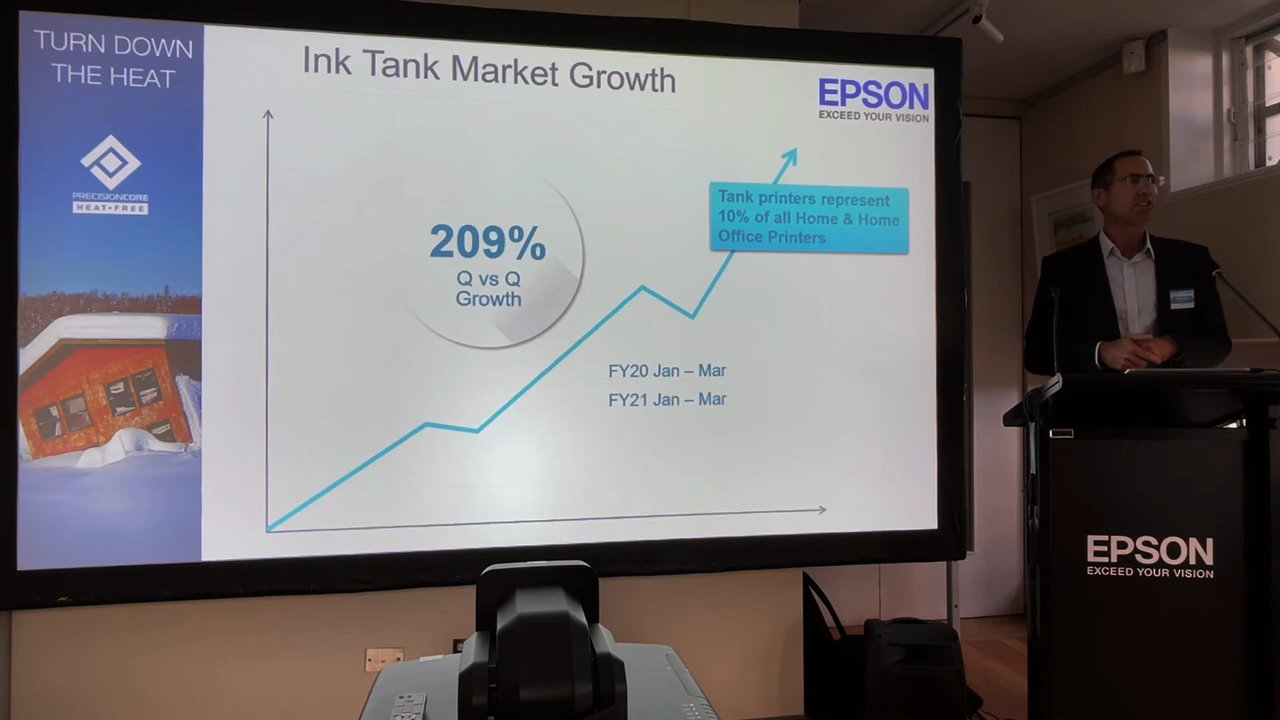 TURN DOWN
THE HEAT
PRECISIONCORE
HEAT-FREE
Ink Tank Market Growth
EPSON
EXCEED YOUR VISION
209%
Q vs Q
Growth
Tank printers represent
10% of all Home & Home
Office Printers
FY20 Jan – Mar
FY21 Jan – Mar
EPSON
EXCEED YOUR VISION